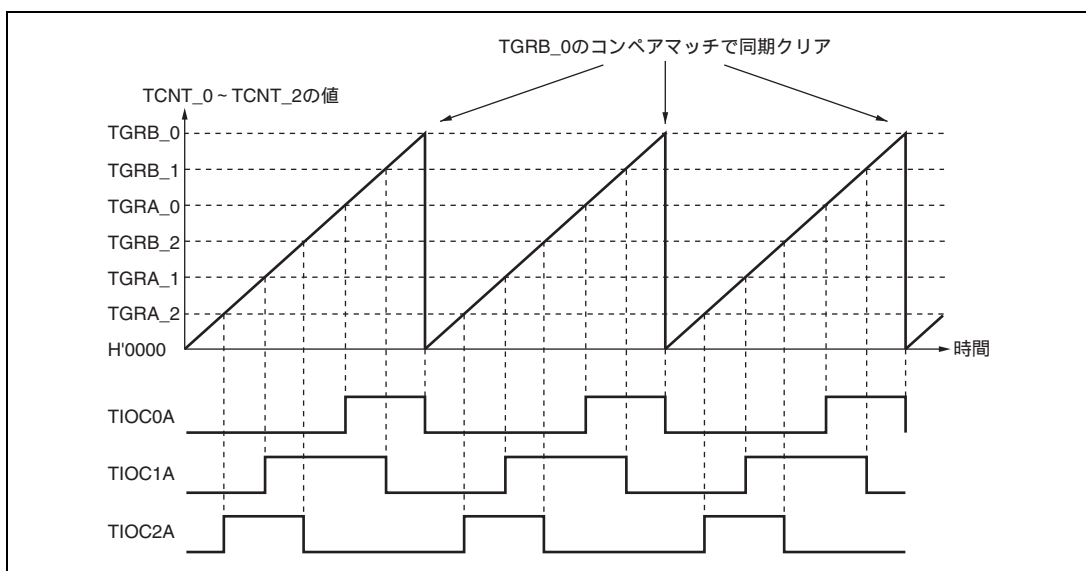 TGRB_0のコンペアマッチで同期クリア
TCNT_0~TCNT_2の値
TGRB_0
TGRB_1
TGRA_0
TGRB_2
TGRA_1
TGRA_2
H'0000
時間
TIOC0A
TIOC1A
TIOC2A